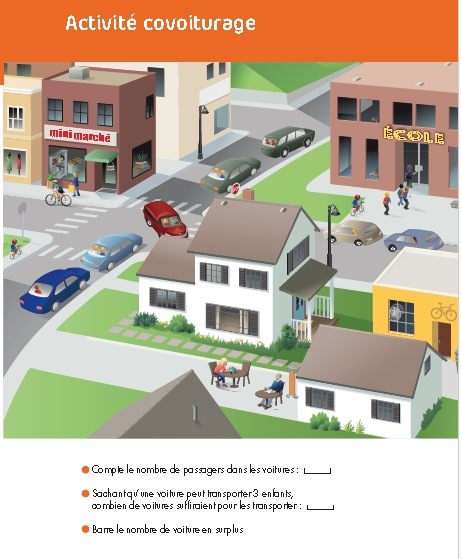 Activité covoiturage
mini marché
ÉCOLE
Compte le nombre de passagers dans les voitures :
Sachant qu'une voiture peut transporter 3 enfants,
combien de voitures suffiraient pour les transporter :
Barre le nombre de voiture en surplus